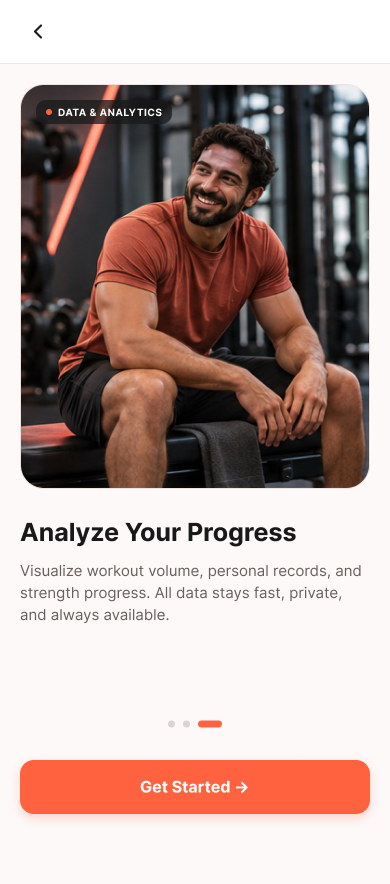 DATA & ANALYTICS
Analyze Your Progress
Visualize workout volume, personal records, and
strength progress. All data stays fast, private,
and always available.
Get Started →